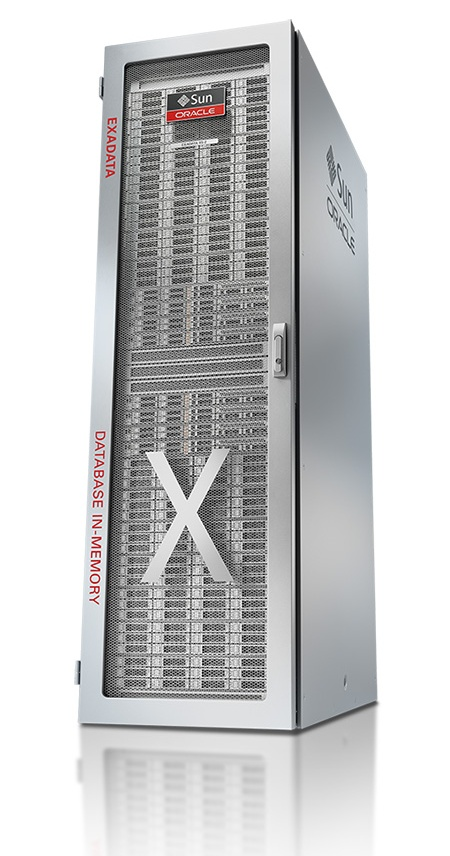 Sun
ORACLE
EXADATA
Sun
ORACLE
DATABASE IN-MEMORY
X